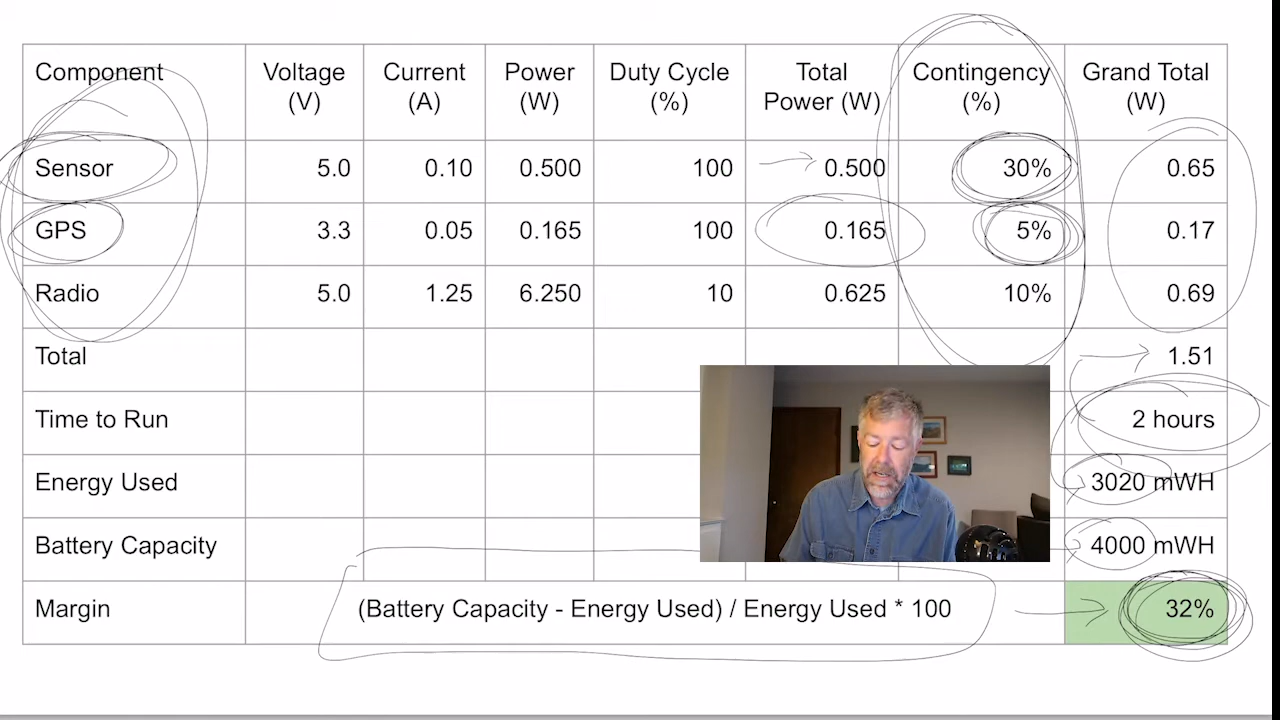 Component Voltage (V) Current (A) Power (W) Duty Cycle (%) Total Power (W) Contingency (%) Grand Total (W)
Sensor 5.0 0.10 0.500 100 0.500 30% 0.65
GPS 3.3 0.05 0.165 100 0.165 5% 0.17
Radio 5.0 1.25 6.250 10 0.625 10% 0.69
Total 1.51
Time to Run 2 hours
Energy Used 3020 mWH
Battery Capacity 4000 mWH
Margin (Battery Capacity - Energy Used) / Energy Used * 100 32%